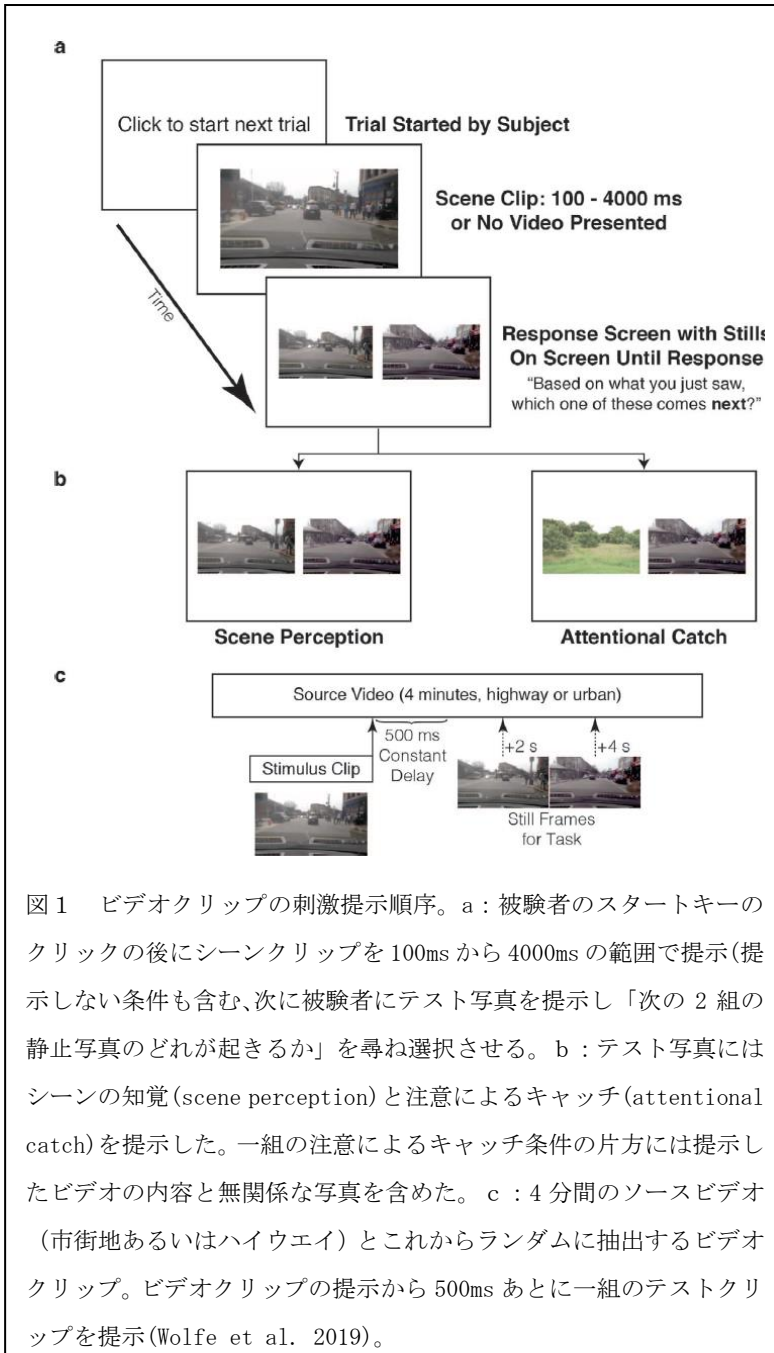 a
Click to start next trial
Trial Started by Subject
Scene Clip: 100 - 4000 ms
or No Video Presented
Time
Response Screen with Stills
On Screen Until Response
“Based on what you just saw,
which one of these comes next?”
b
Scene Perception
Attentional Catch
c
Source Video (4 minutes, highway or urban)
500 ms
Constant
Delay
+2 s
+4 s
Stimulus Clip
Still Frames
for Task
図1　ビデオクリップの刺激提示順序。a：被験者のスタートキーの
クリックの後にシーンクリップを100msから4000msの範囲で提示(提
示しない条件も含む、次に被験者にテスト写真を提示し「次の 2 組の
静止写真のどれが起きるか」を尋ね選択させる。b：テスト写真には
シーンの知覚(scene perception)と注意によるキャッチ(attentional
catch)を提示した。一組の注意によるキャッチ条件の片方には提示し
たビデオの内容と無関係な写真を含めた。 c：4 分間のソースビデオ
（市街地あるいはハイウエイ）とこれからランダムに抽出するビデオ
クリップ。ビデオクリップの提示から 500ms あとに一組のテストクリ
ップを提示(Wolfe et al. 2019)。